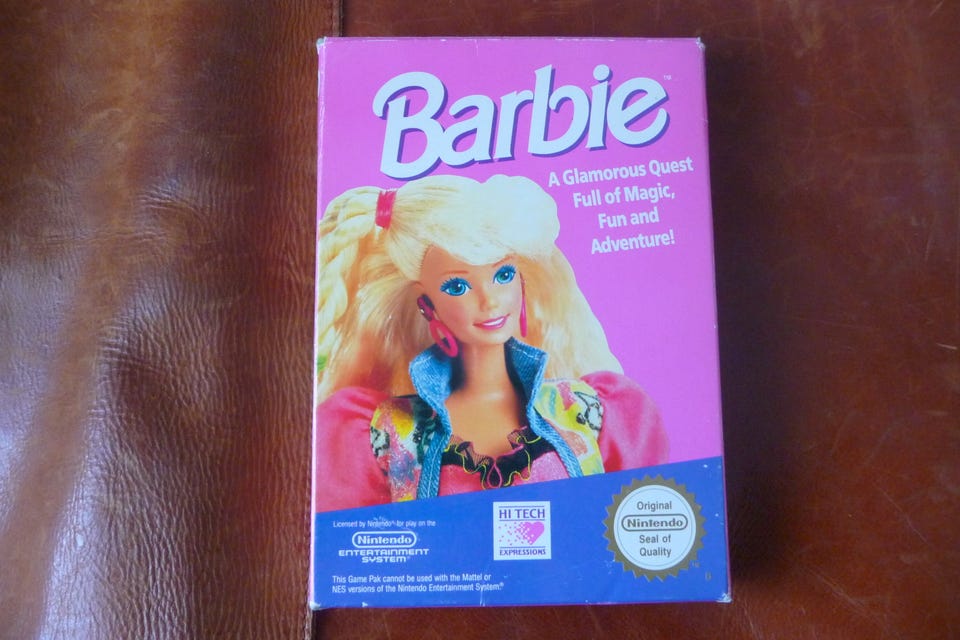 Barbie™
A Glamorous Quest
Full of Magic,
Fun and
Adventure!
Licensed by Nintendo® for play on the
Nintendo
ENTERTAINMENT
SYSTEM®
HI TECH
EXPRESSIONS
Original
Nintendo
Seal of
Quality
™
This Game Pak cannot be used with the Mattel or
NES versions of the Nintendo Entertainment System.®